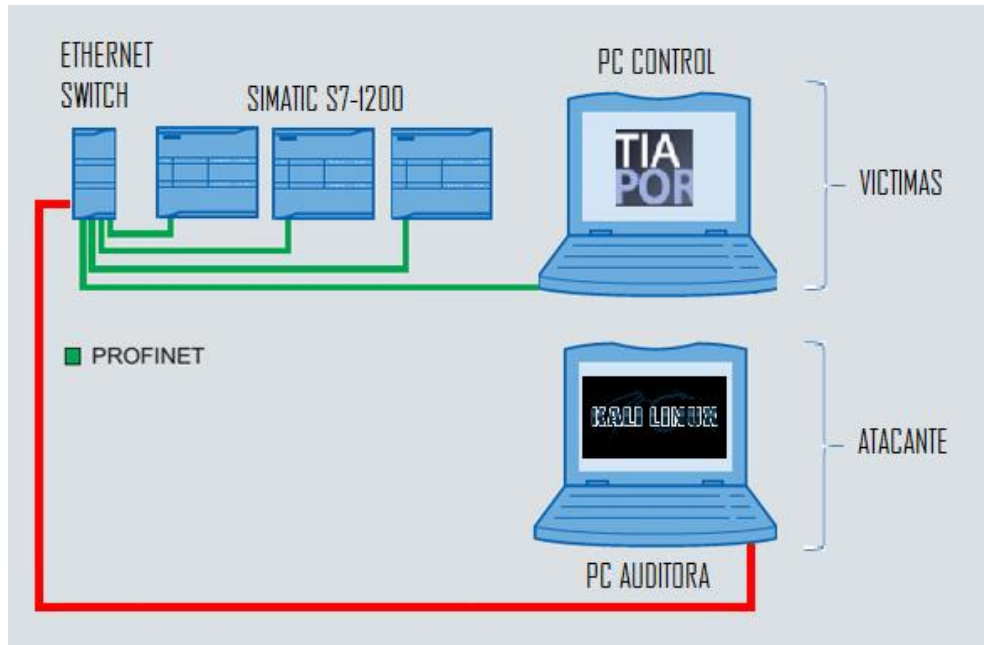 ETHERNET
SWITCH
SIMATIC S7-1200
PC CONTROL
TIA
POR
VICTIMAS
PROFINET
KALI LINUX
ATACANTE
PC AUDITORA